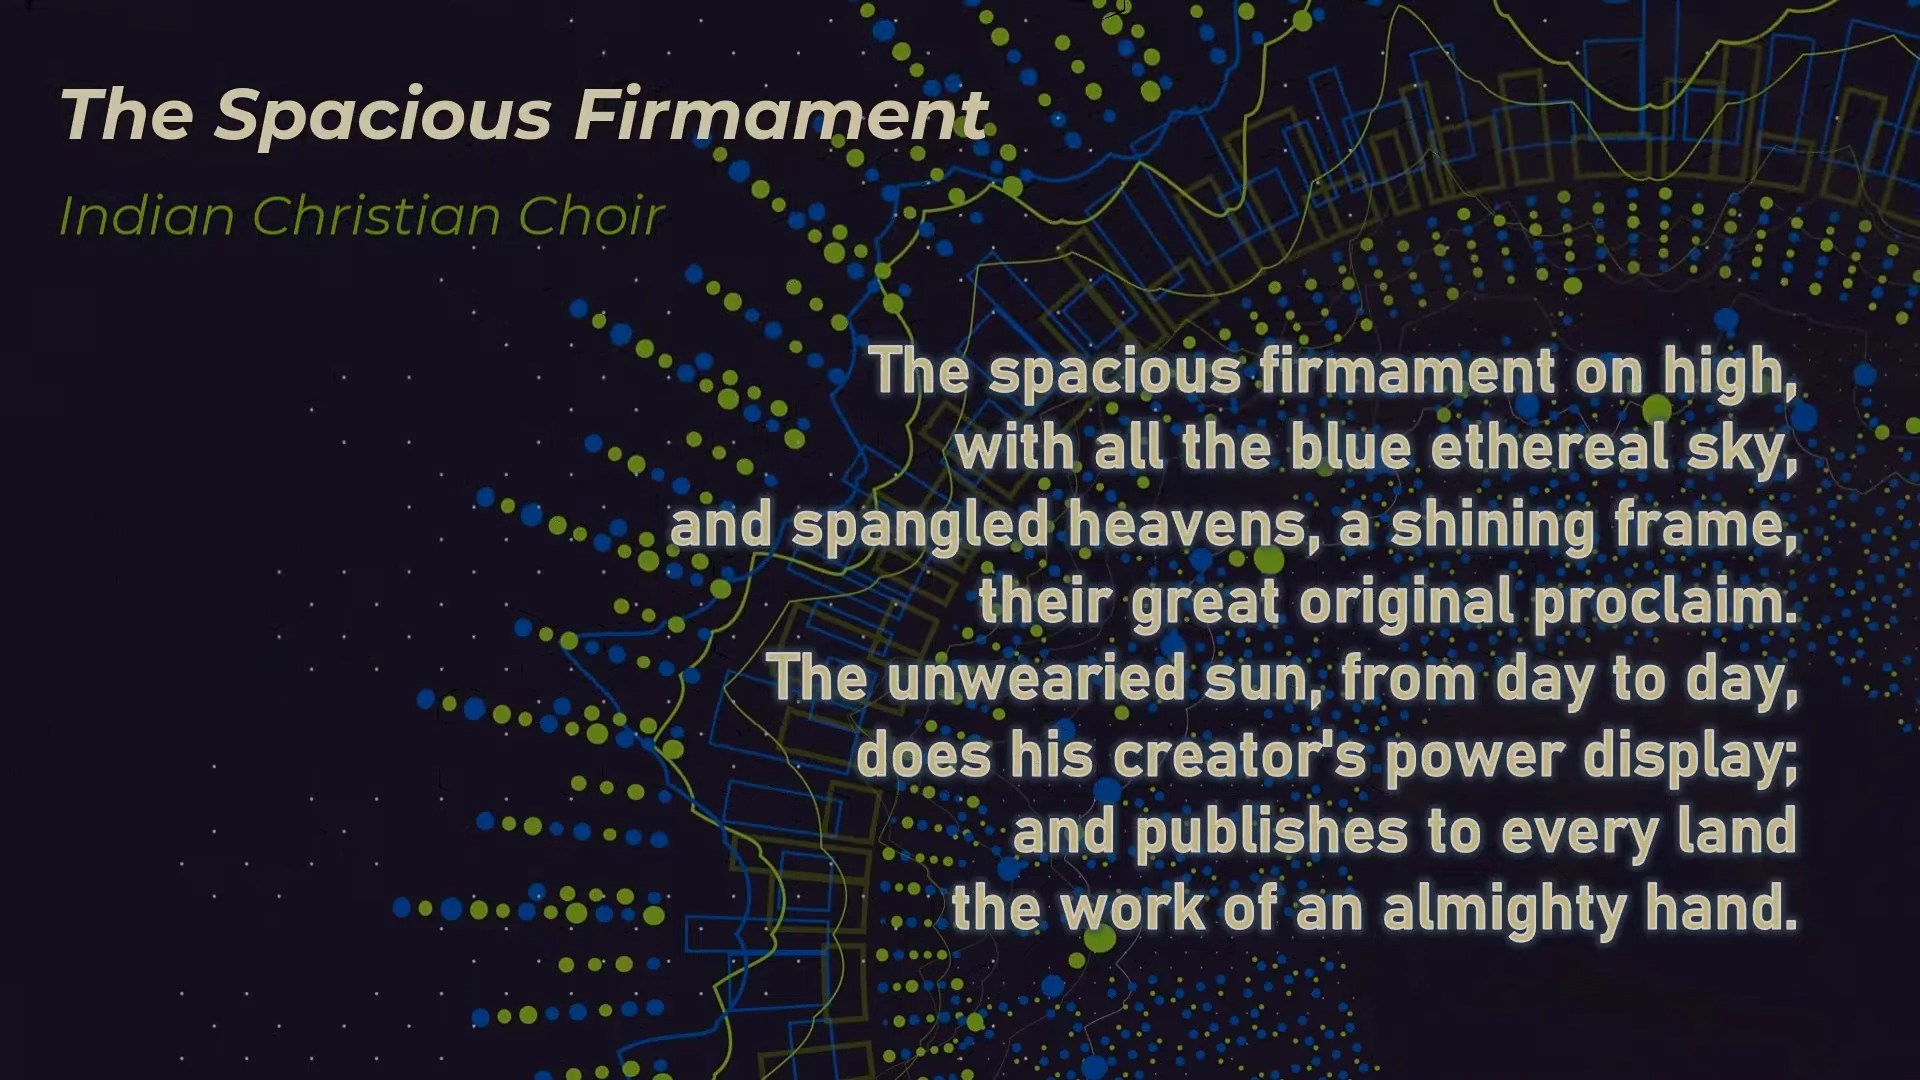 The Spacious Firmament
Indian Christian Choir
The spacious firmament on high,
with all the blue ethereal sky,
and spangled heavens, a shining frame,
their great original proclaim.
The unwearied sun, from day to day,
does his creator's power display;
and publishes to every land
the work of an almighty hand.